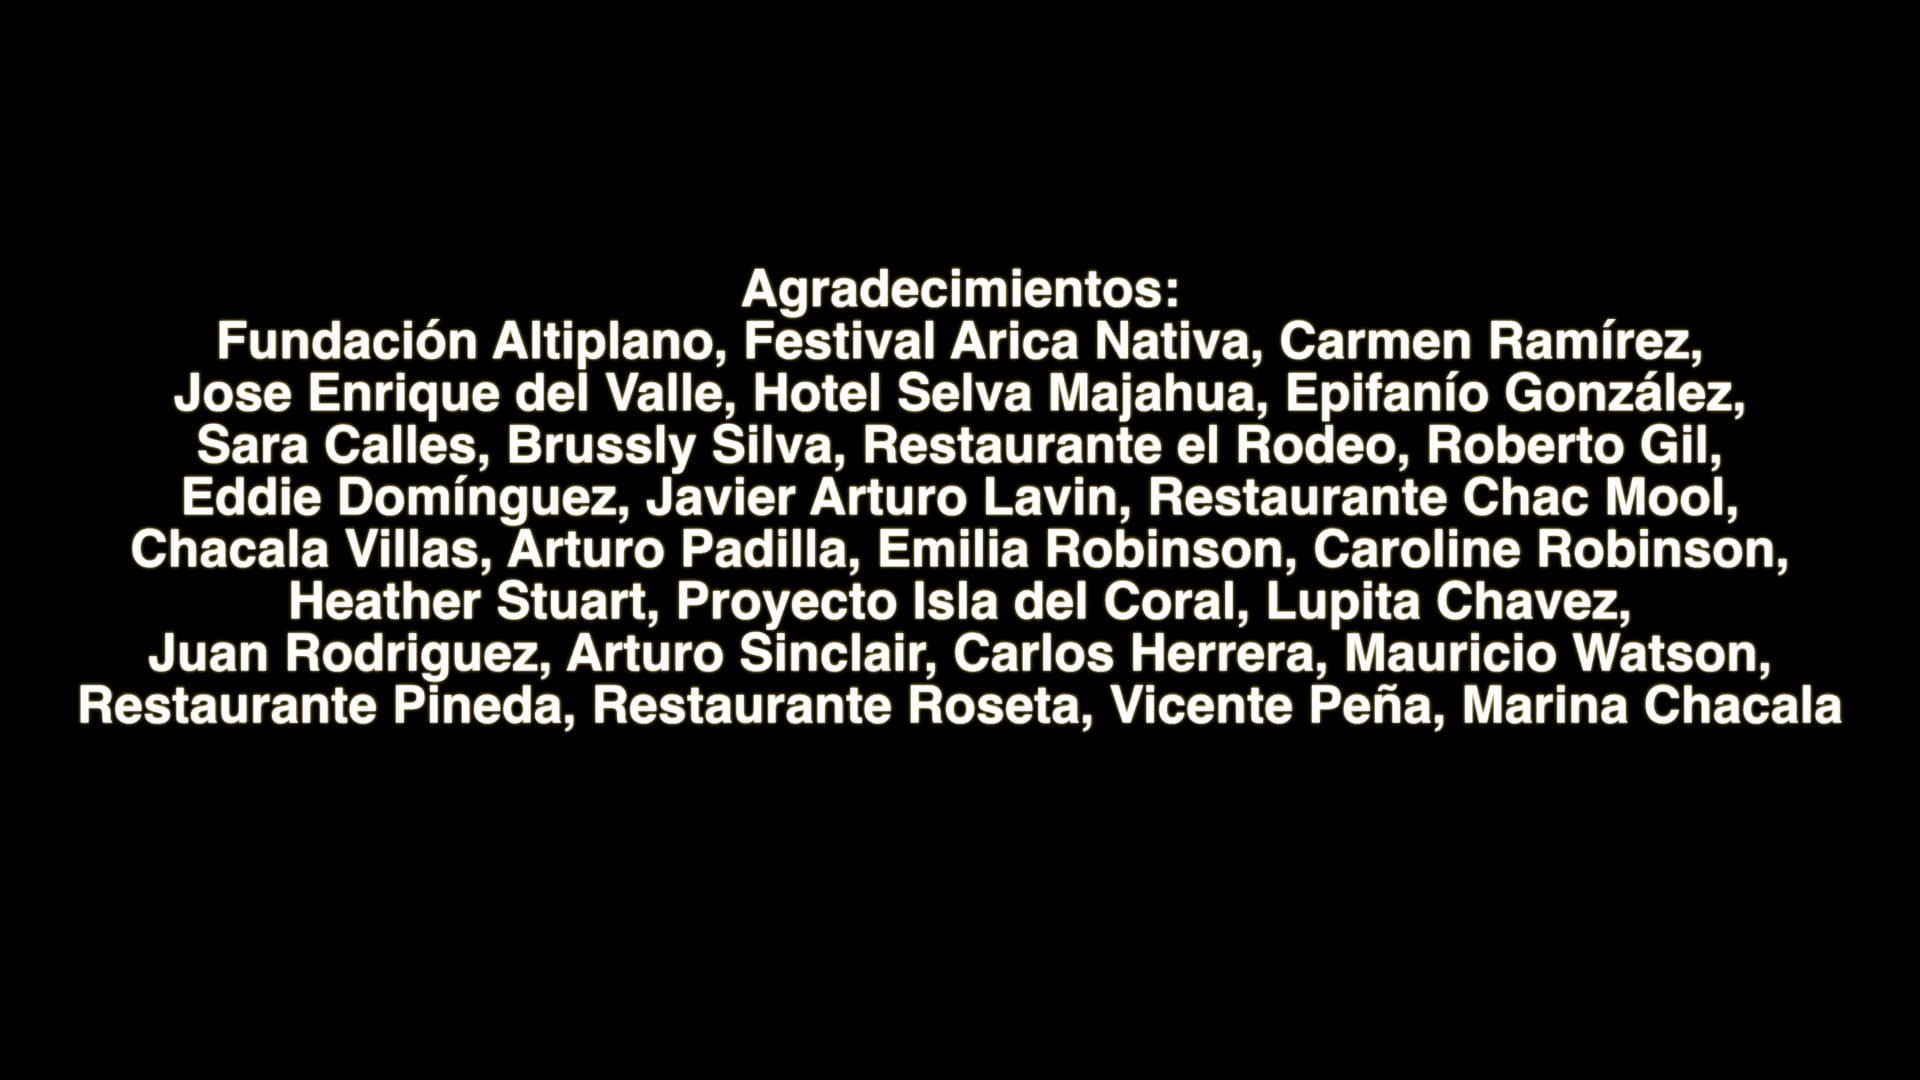 Agradecimientos:
Fundación Altiplano, Festival Arica Nativa, Carmen Ramírez,
Jose Enrique del Valle, Hotel Selva Majahua, Epifanío González,
Sara Calles, Brussly Silva, Restaurante el Rodeo, Roberto Gil,
Eddie Domínguez, Javier Arturo Lavin, Restaurante Chac Mool,
Chacala Villas, Arturo Padilla, Emilia Robinson, Caroline Robinson,
Heather Stuart, Proyecto Isla del Coral, Lupita Chavez,
Juan Rodriguez, Arturo Sinclair, Carlos Herrera, Mauricio Watson,
Restaurante Pineda, Restaurante Roseta, Vicente Peña, Marina Chacala